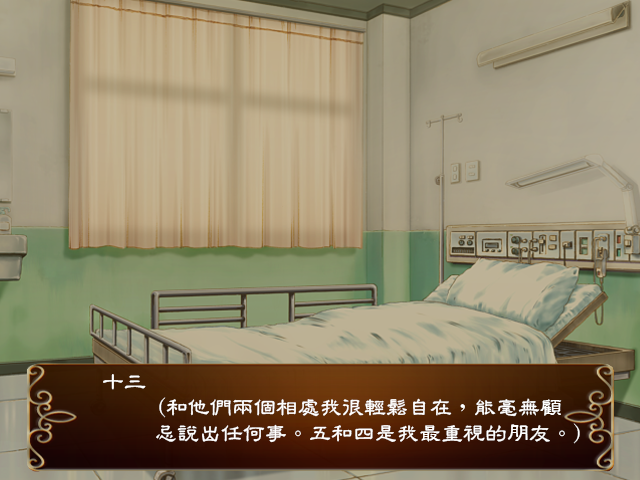 十三
(和他們兩個相處我很輕鬆自在，能毫無顧
忌說出任何事。五和四是我最重視的朋友。)